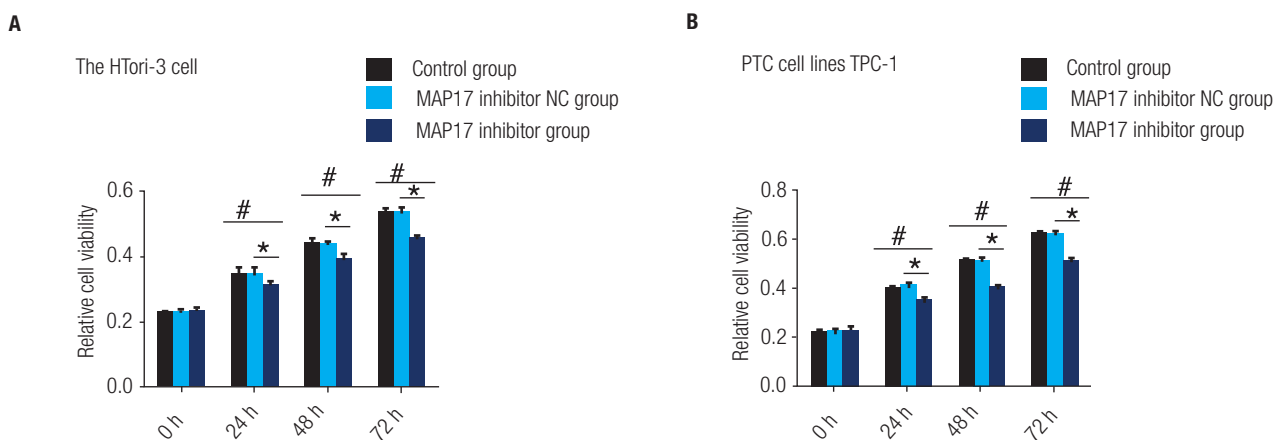 A
The HTori-3 cell
Control group
MAP17 inhibitor NC group
MAP17 inhibitor group
Relative cell viability
0.6
0.4
0.2
0.0
#
*
#
*
#
*
0 h
24 h
48 h
72 h
B
PTC cell lines TPC-1
Control group
MAP17 inhibitor NC group
MAP17 inhibitor group
Relative cell viability
0.8
0.6
0.4
0.2
0.0
#
*
#
*
#
*
0 h
24 h
48 h
72 h